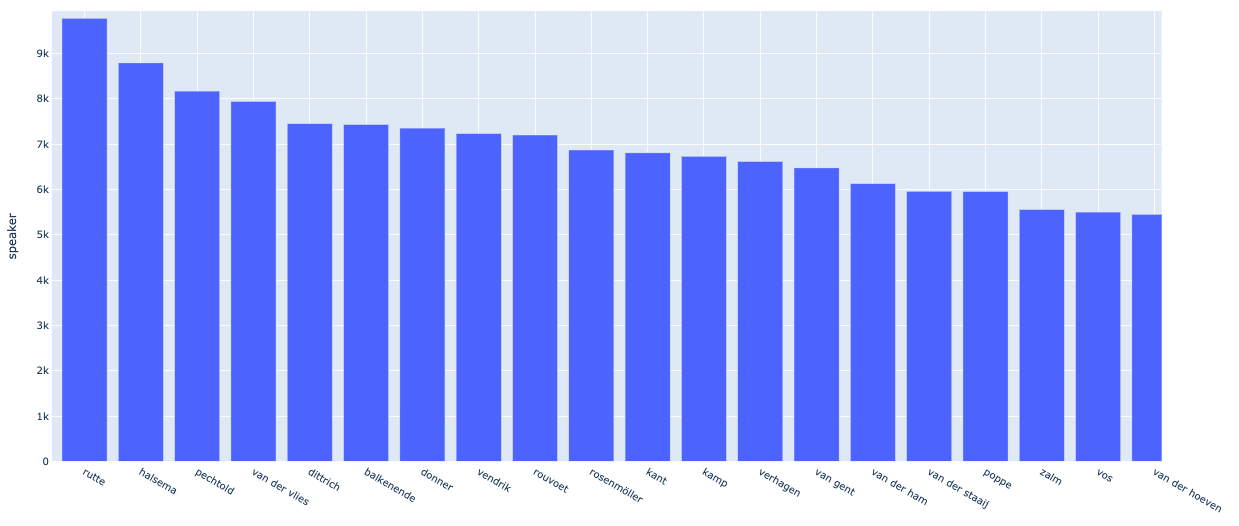 9k
8k
7k
6k
5k
4k
3k
2k
1k
0
speaker
rutte
halsema
pechtold
van der vlies
dittrich
balkenende
donner
vendrik
rouvoet
rosenmöller
kant
kamp
verhagen
van gent
van der ham
van der staaij
poppe
zalm
vos
van der hoeven